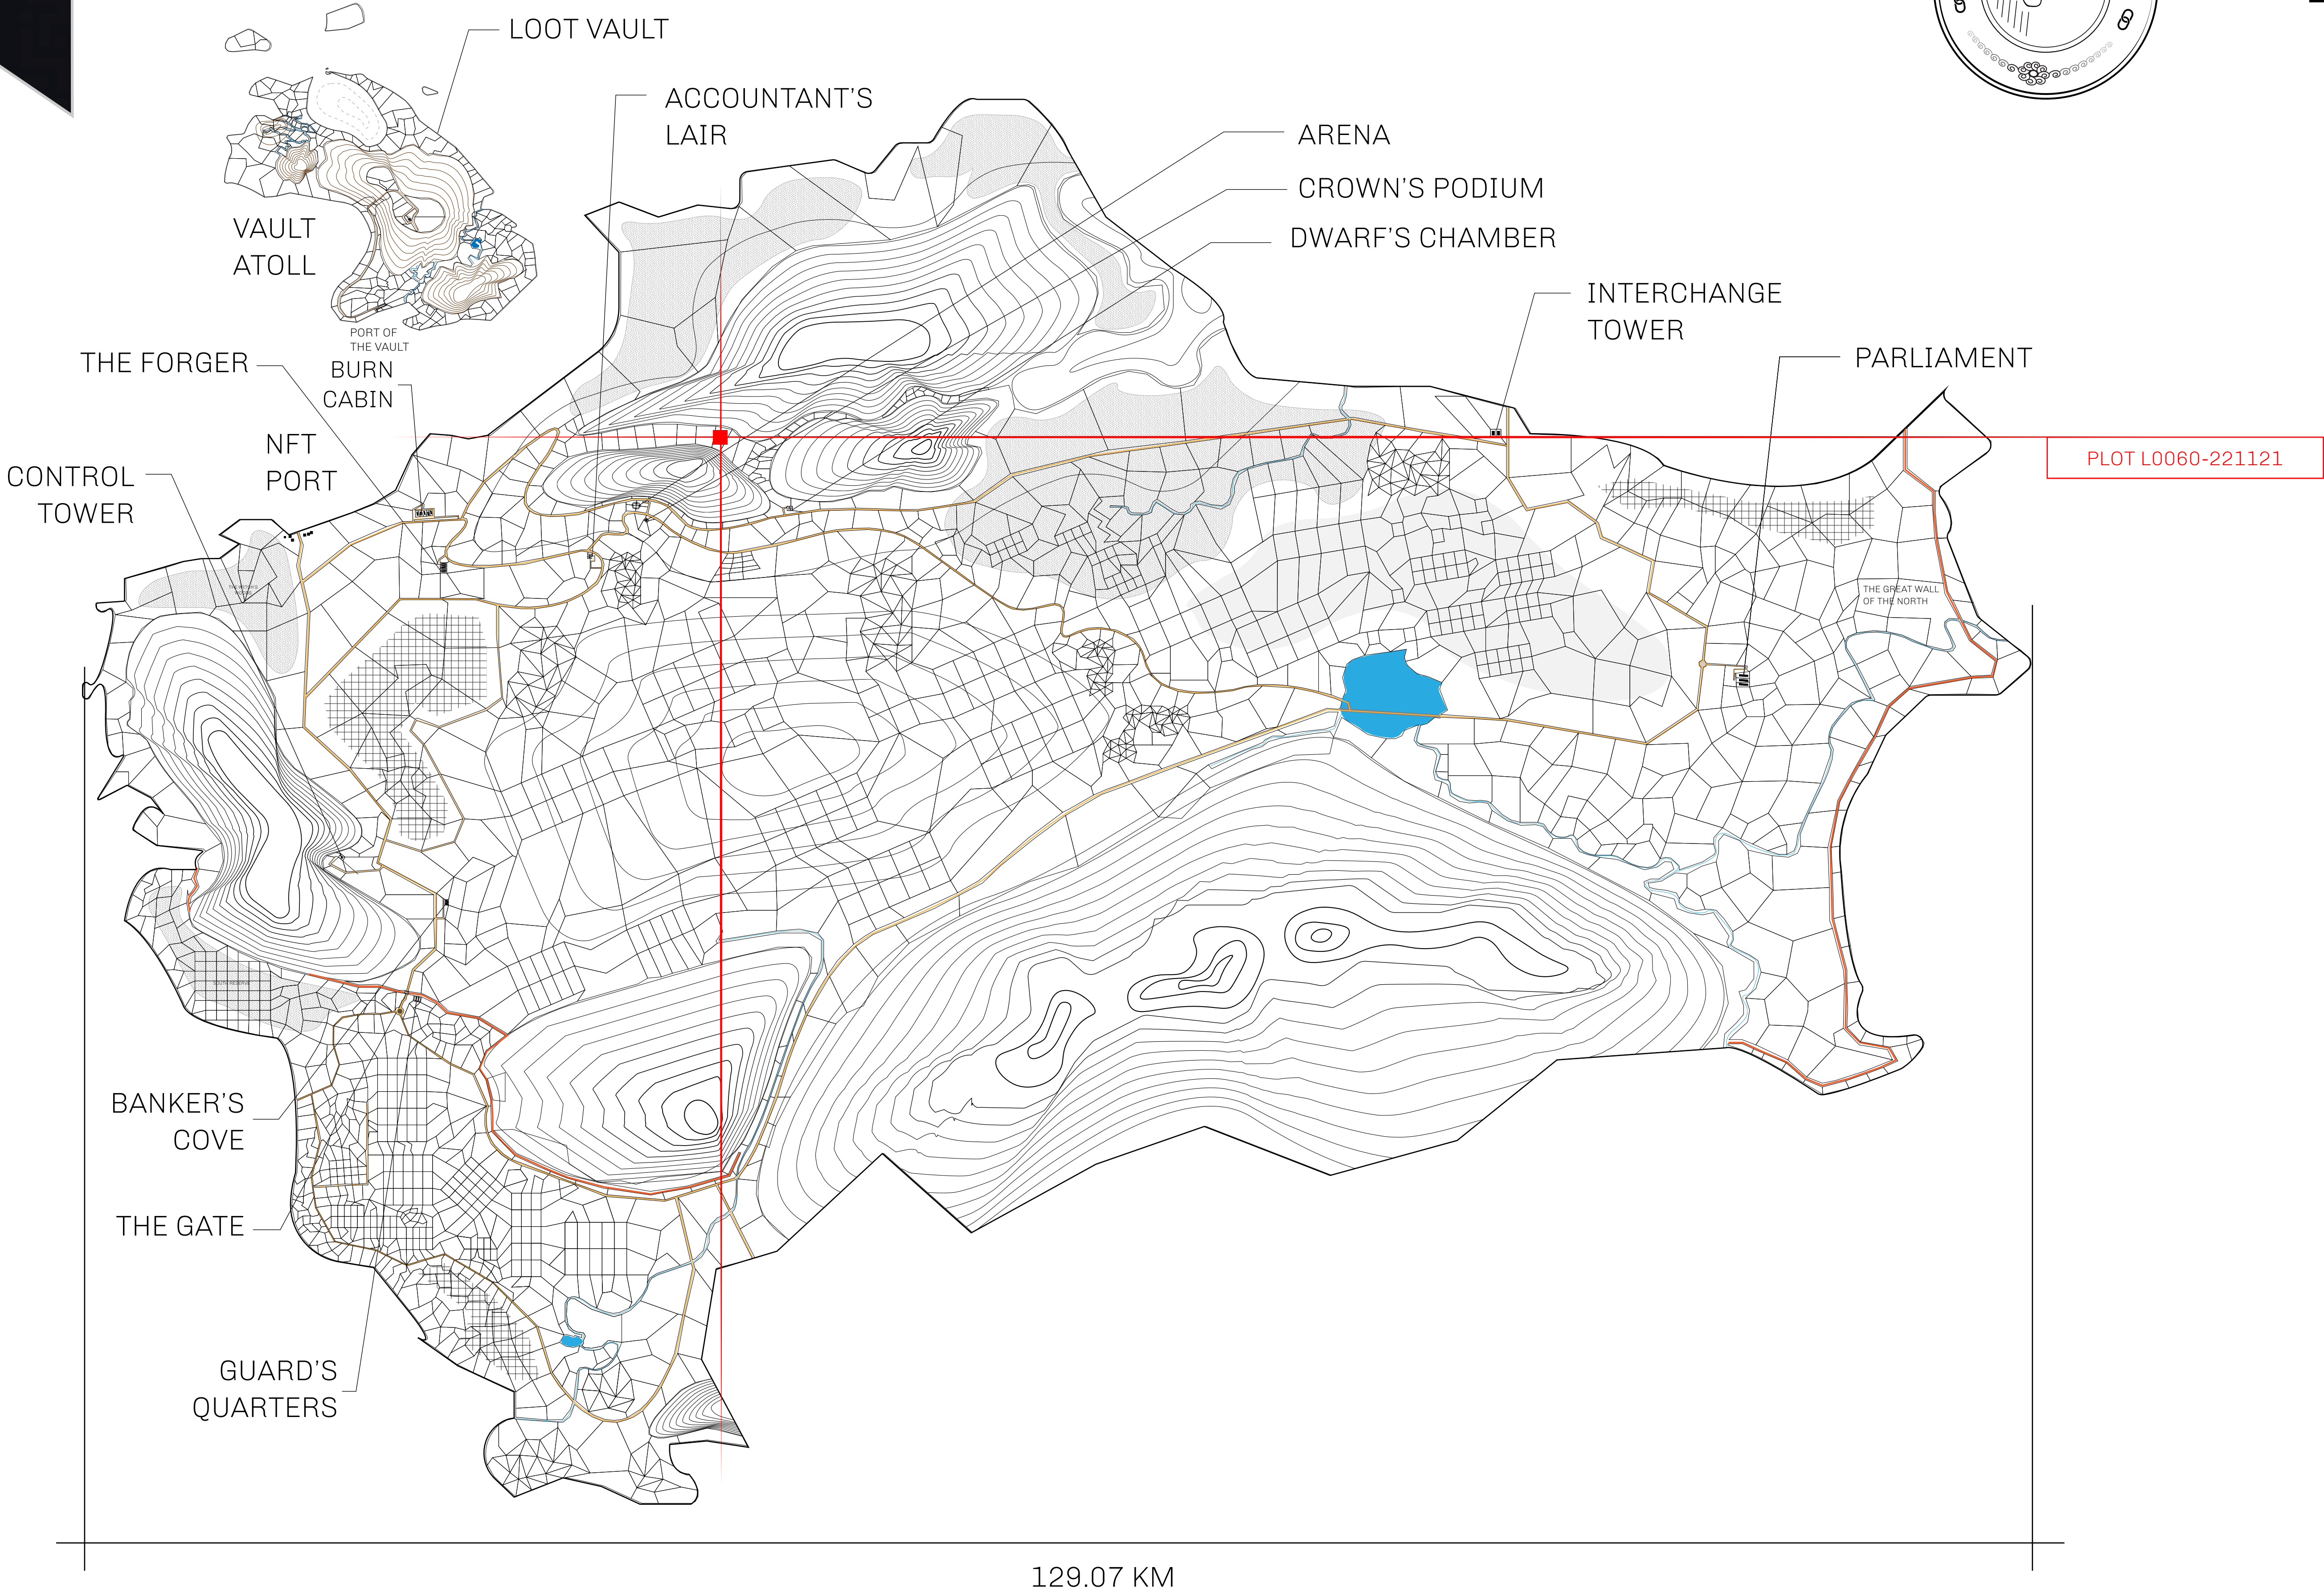 LOOT VAULT
ACCOUNTANT'S
LAIR
ARENA
CROWN'S PODIUM
DWARF'S CHAMBER
VAULT
ATOLL
INTERCHANGE
TOWER
PORT OF
THE VAULT
PARLIAMENT
THE FORGER
BURN
CABIN
NFT
PORT
PLOT L0060-221121
CONTROL
TOWER
THE GREAT WALL
OF THE NORTH
SOUTH RESERVE
BANKER'S
COVE
THE GATE
GUARD'S
QUARTERS
129.07 KM